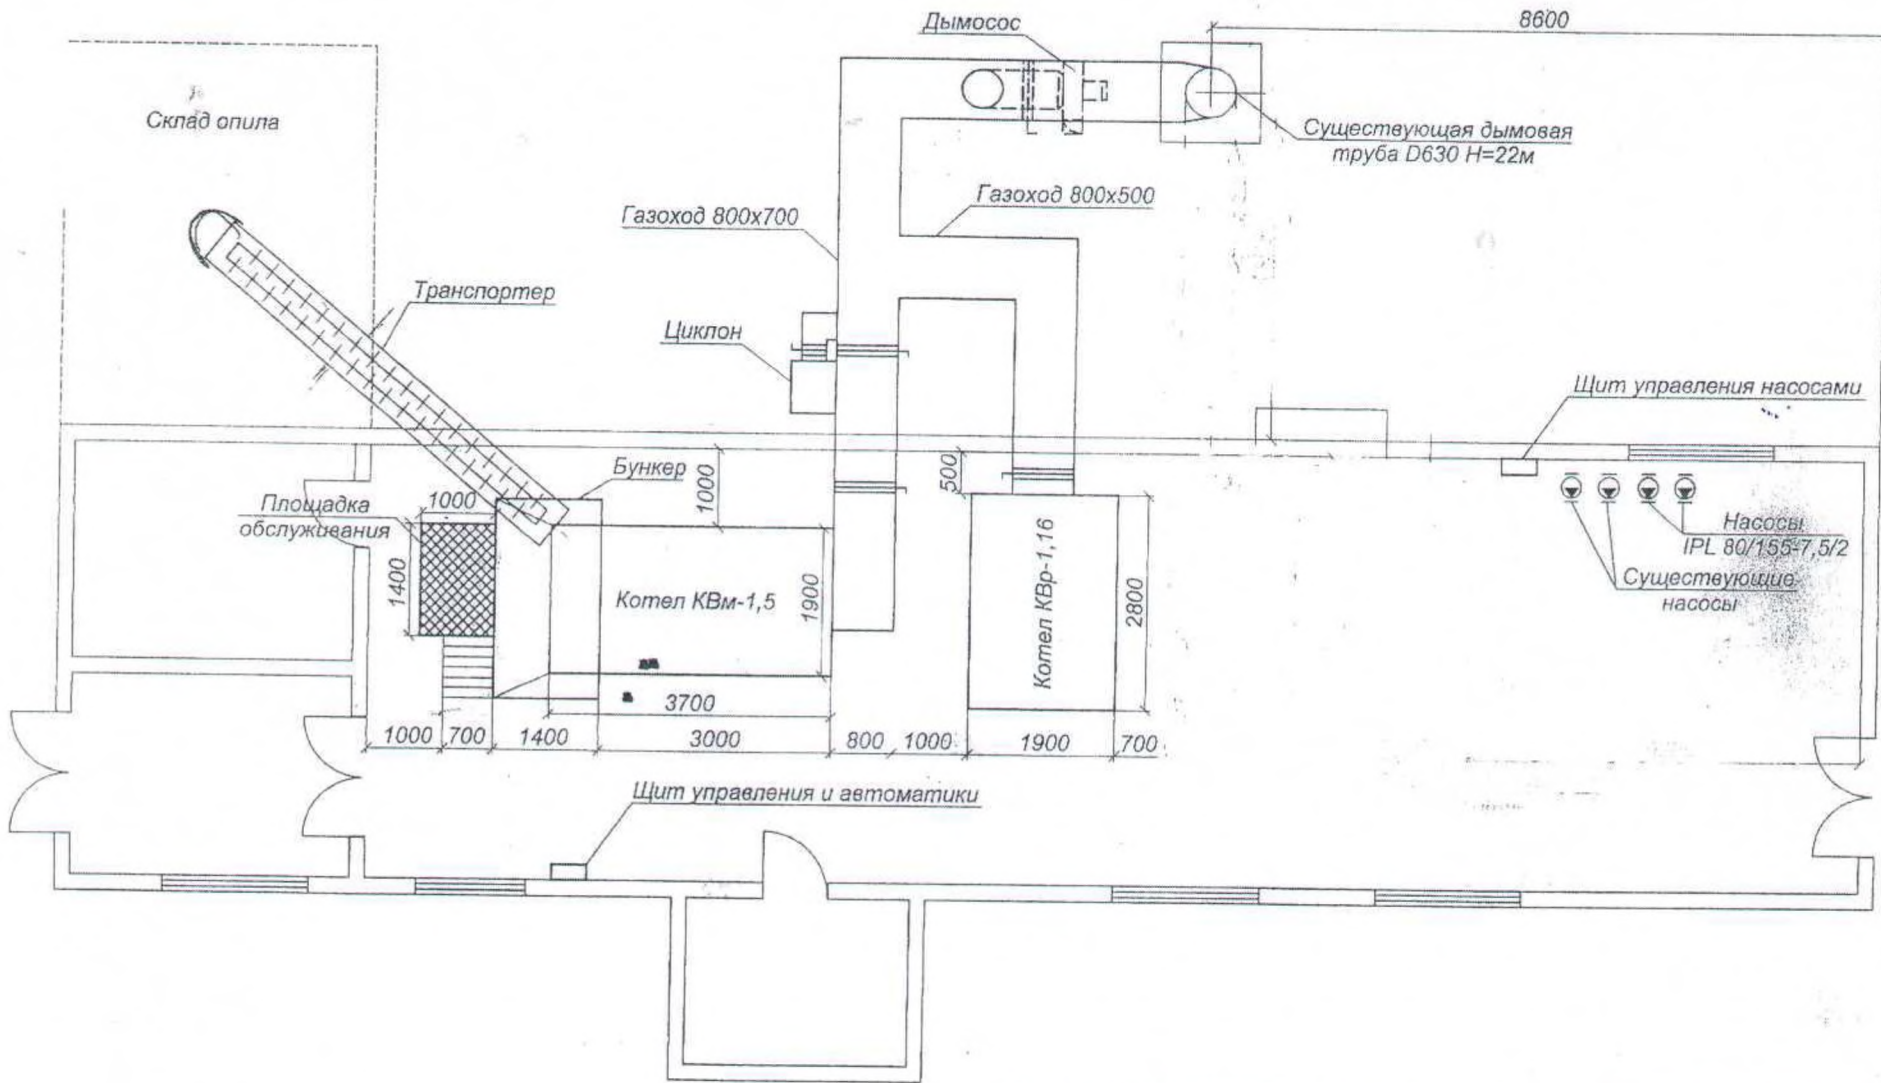 Дымосос
8600
Склад опила
Существующая дымовая
труба D630 H=22м
Газоход 800х500
Газоход 800х700
Транспортер
Циклон
Щит управления насосами
Бункер
1000
500
Площадка
обслуживания
1000
1400
Котел КВм-1,5
1900
Котел КВр-1,16
2800
Насосы
IPL 80/155-7,5/2
Существующие
насосы
3700
1000
700
1400
3000
800
1000
1900
700
Щит управления и автоматики